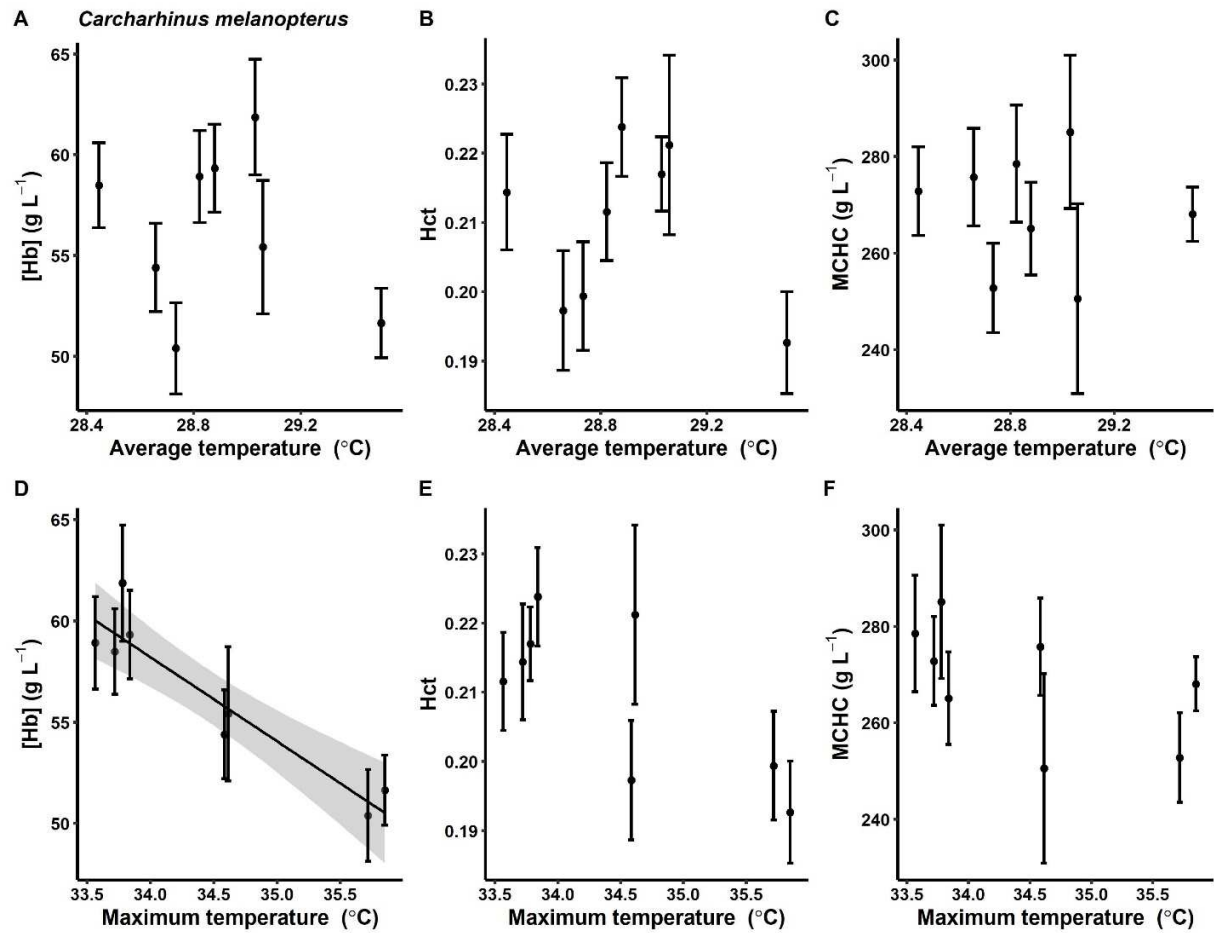 A Carcharhinus melanopterus
65
60
55
50
[Hb] (g L⁻¹)
28.4 28.8 29.2
Average temperature (°C)
B
0.23
0.22
0.21
0.20
0.19
Hct
28.4 28.8 29.2
Average temperature (°C)
C
300
280
260
240
MCHC (g L⁻¹)
28.4 28.8 29.2
Average temperature (°C)
D
65
60
55
50
[Hb] (g L⁻¹)
33.5 34.0 34.5 35.0 35.5
Maximum temperature (°C)
E
0.23
0.22
0.21
0.20
0.19
Hct
33.5 34.0 34.5 35.0 35.5
Maximum temperature (°C)
F
300
280
260
240
MCHC (g L⁻¹)
33.5 34.0 34.5 35.0 35.5
Maximum temperature (°C)